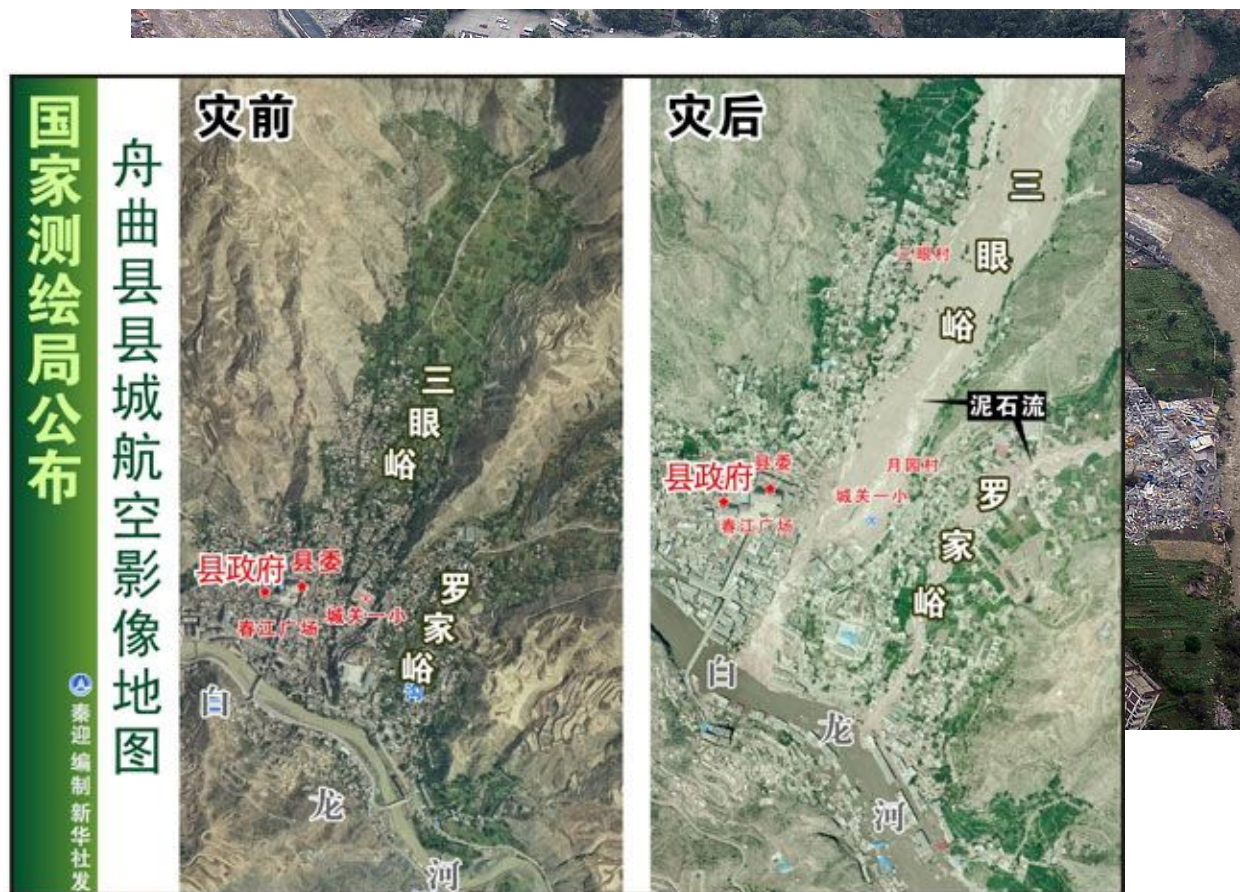 国家测绘局公布
秦迎 编制 新华社发
舟曲县县城航空影像地图
灾前
三眼峪
县政府
县委
城关一小
春江广场
罗家峪
沟
白龙河
灾后
三眼峪
三眼村
泥石流
月园村
县政府
县委
城关一小
春江广场
罗家峪
白龙河